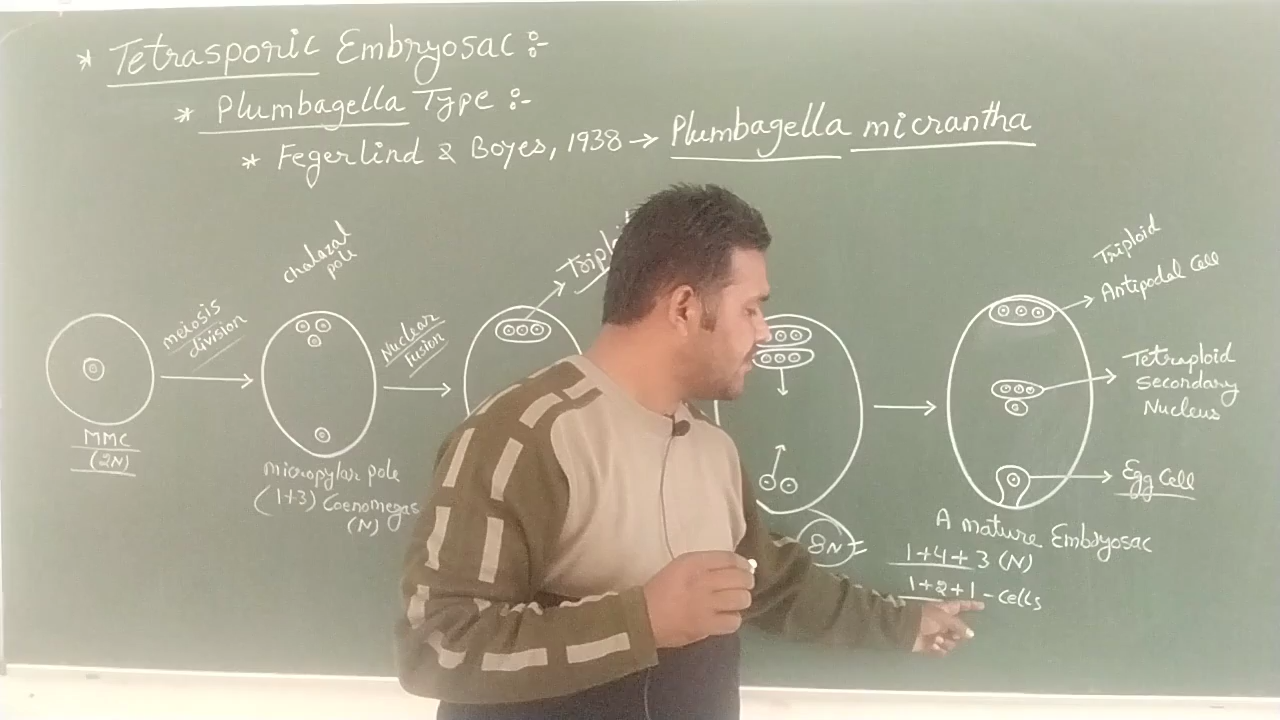 * Tetrasporic Embryosac :-
* Plumbagella Type :-
* Fegerlind & Boyes, 1938 → Plumbagella micrantha
MMC
(2N)
meiosis
division
chalazal
pole
micropylar pole
(1+3) Coenomegas
(N)
Nuclear
fusion
8N
Triploid
Antipodal Cell
Tetraploid
secondary
Nucleus
Egg Cell
A mature Embryosac
1+4+3 (N)
1+2+1 - cells